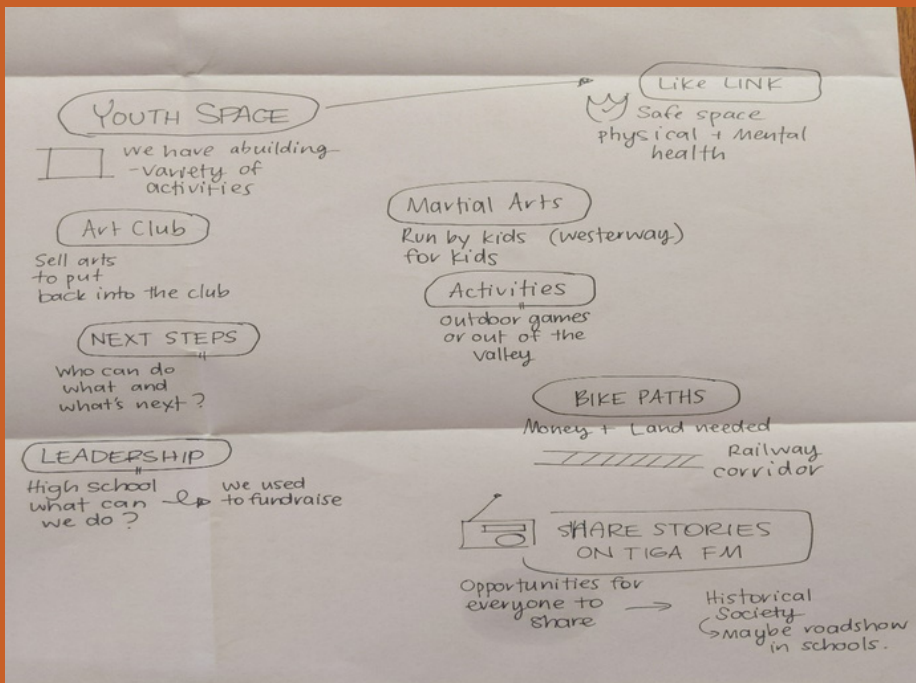 YOUTH SPACE
we have abuilding
-variety of
activities
Like LINK
Safe space
physical + mental
health
Art Club
Sell arts
to put
back into the club
Martial Arts
Run by kids (westerway)
for kids
Activities
outdoor games
or out of the
valley
NEXT STEPS
who can do
what and
what's next?
BIKE PATHS
Money + Land needed
Railway
corridor
LEADERSHIP
High school
what can
we do?
we used
to fundraise
SHARE STORIES
ON TIGA FM
Opportunities for
everyone to
share
Historical
Society
Maybe roadshow
in schools.